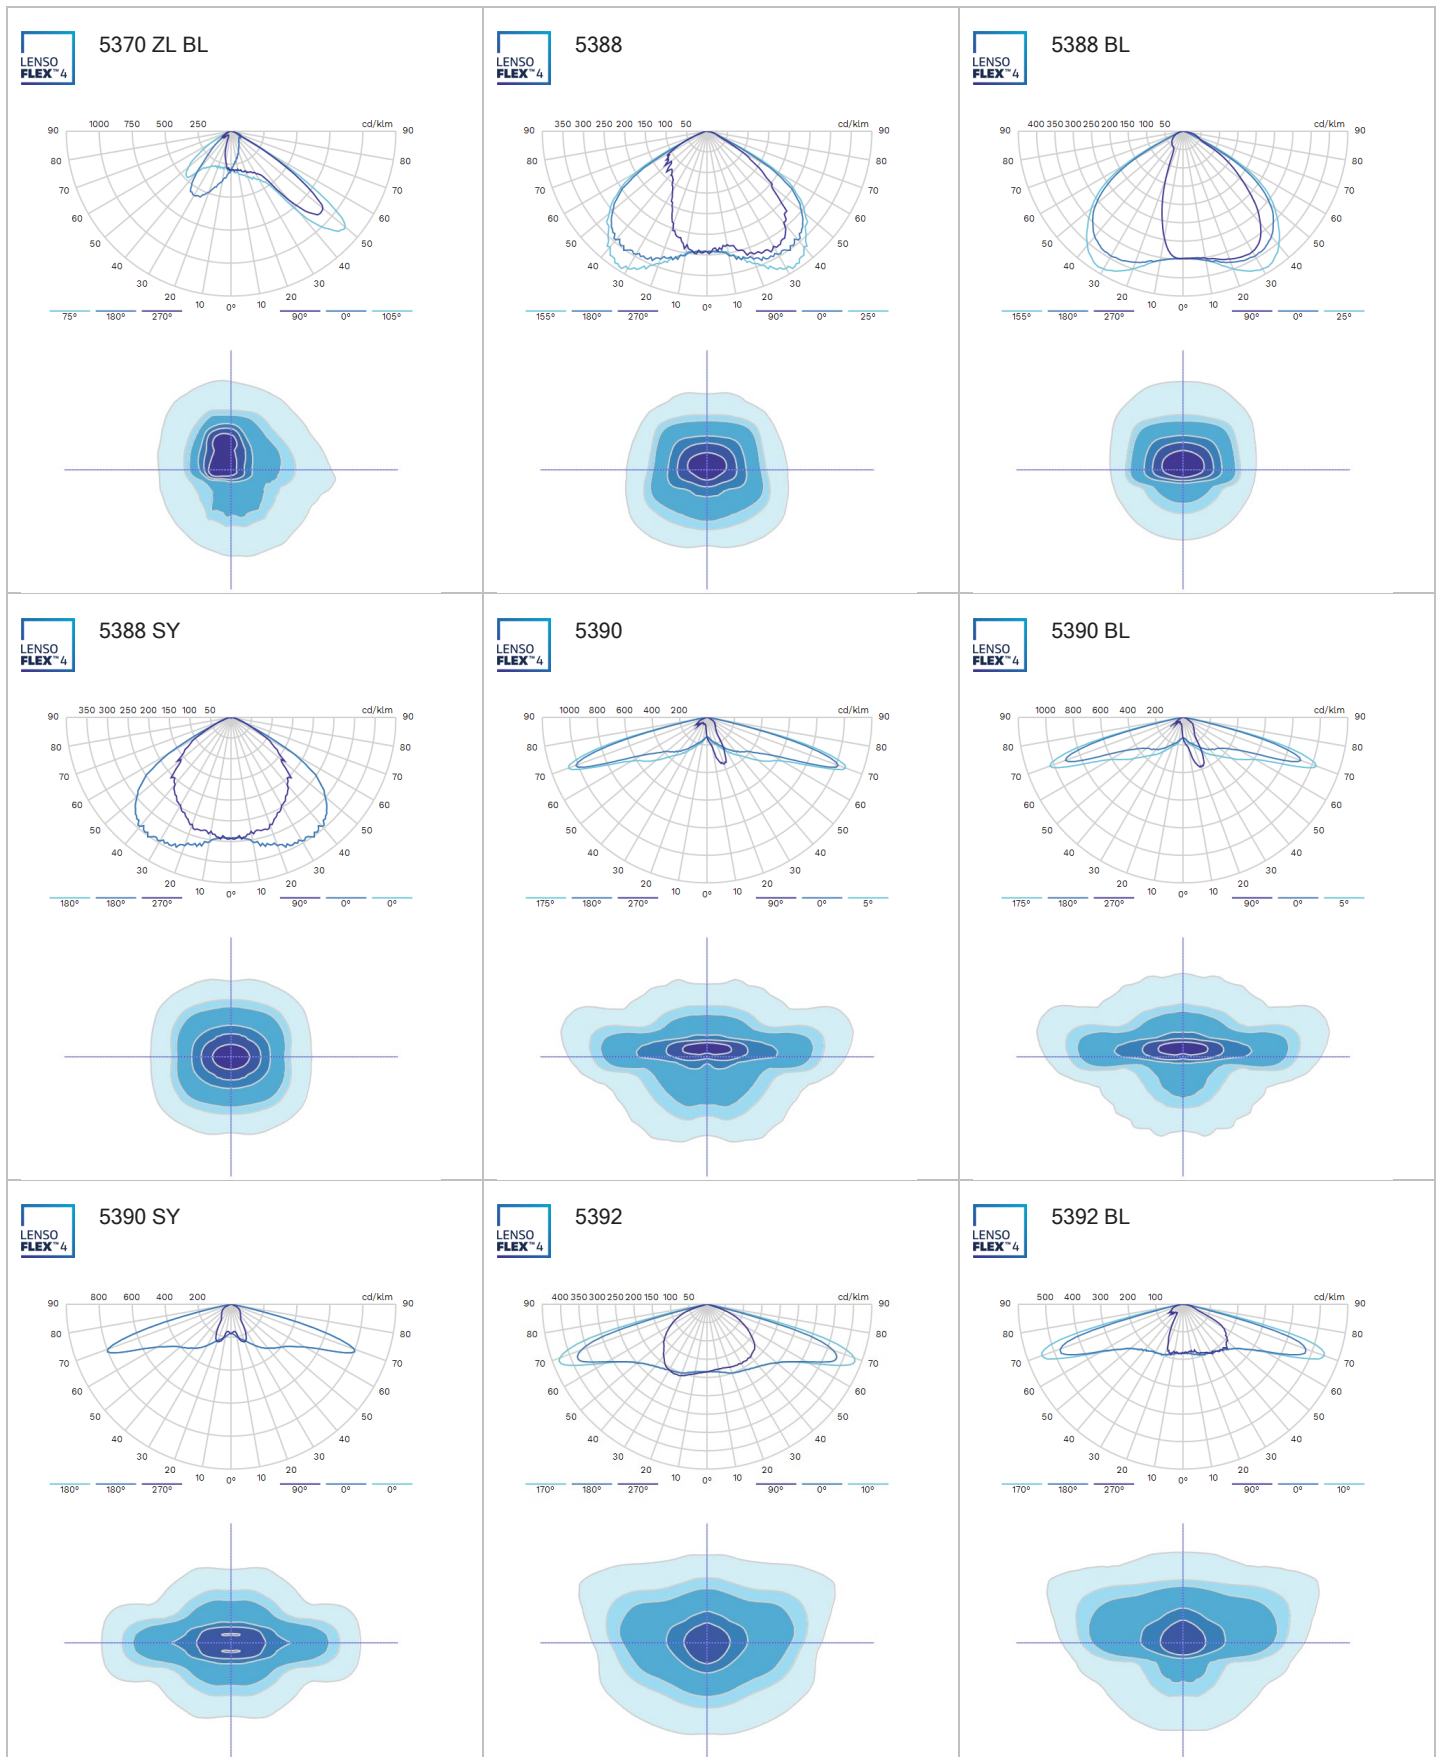 LENSO
FLEX™4
5370 ZL BL
1000 750 500 250 cd/klm
90 90
80 80
70 70
60 60
50 50
40 40
30 30
20 20
10 0° 10
75° 180° 270° 90° 0° 105°
LENSO
FLEX™4
5388
350 300 250 200 150 100 50 cd/klm
90 90
80 80
70 70
60 60
50 50
40 40
30 30
20 20
10 0° 10
155° 180° 270° 90° 0° 25°
LENSO
FLEX™4
5388 BL
400 350 300 250 200 150 100 50 cd/klm
90 90
80 80
70 70
60 60
50 50
40 40
30 30
20 20
10 0° 10
155° 180° 270° 90° 0° 25°
LENSO
FLEX™4
5388 SY
350 300 250 200 150 100 50 cd/klm
90 90
80 80
70 70
60 60
50 50
40 40
30 30
20 20
10 0° 10
180° 180° 270° 90° 0° 0°
LENSO
FLEX™4
5390
1000 800 600 400 200 cd/klm
90 90
80 80
70 70
60 60
50 50
40 40
30 30
20 20
10 0° 10
175° 180° 270° 90° 0° 5°
LENSO
FLEX™4
5390 BL
1000 800 600 400 200 cd/klm
90 90
80 80
70 70
60 60
50 50
40 40
30 30
20 20
10 0° 10
175° 180° 270° 90° 0° 5°
LENSO
FLEX™4
5390 SY
800 600 400 200 cd/klm
90 90
80 80
70 70
60 60
50 50
40 40
30 30
20 20
10 0° 10
180° 180° 270° 90° 0° 0°
LENSO
FLEX™4
5392
400 350 300 250 200 150 100 50 cd/klm
90 90
80 80
70 70
60 60
50 50
40 40
30 30
20 20
10 0° 10
170° 180° 270° 90° 0° 10°
LENSO
FLEX™4
5392 BL
500 400 300 200 100 cd/klm
90 90
80 80
70 70
60 60
50 50
40 40
30 30
20 20
10 0° 10
170° 180° 270° 90° 0° 10°